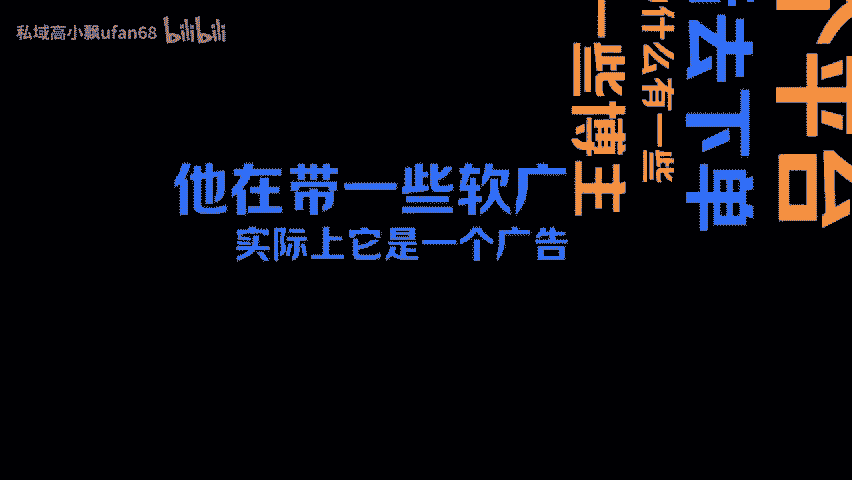 私域高小飘ufan68 bilibili
他在带一些软广
实际上它是一个广告
一些博主
什么有一些
去下单
平台